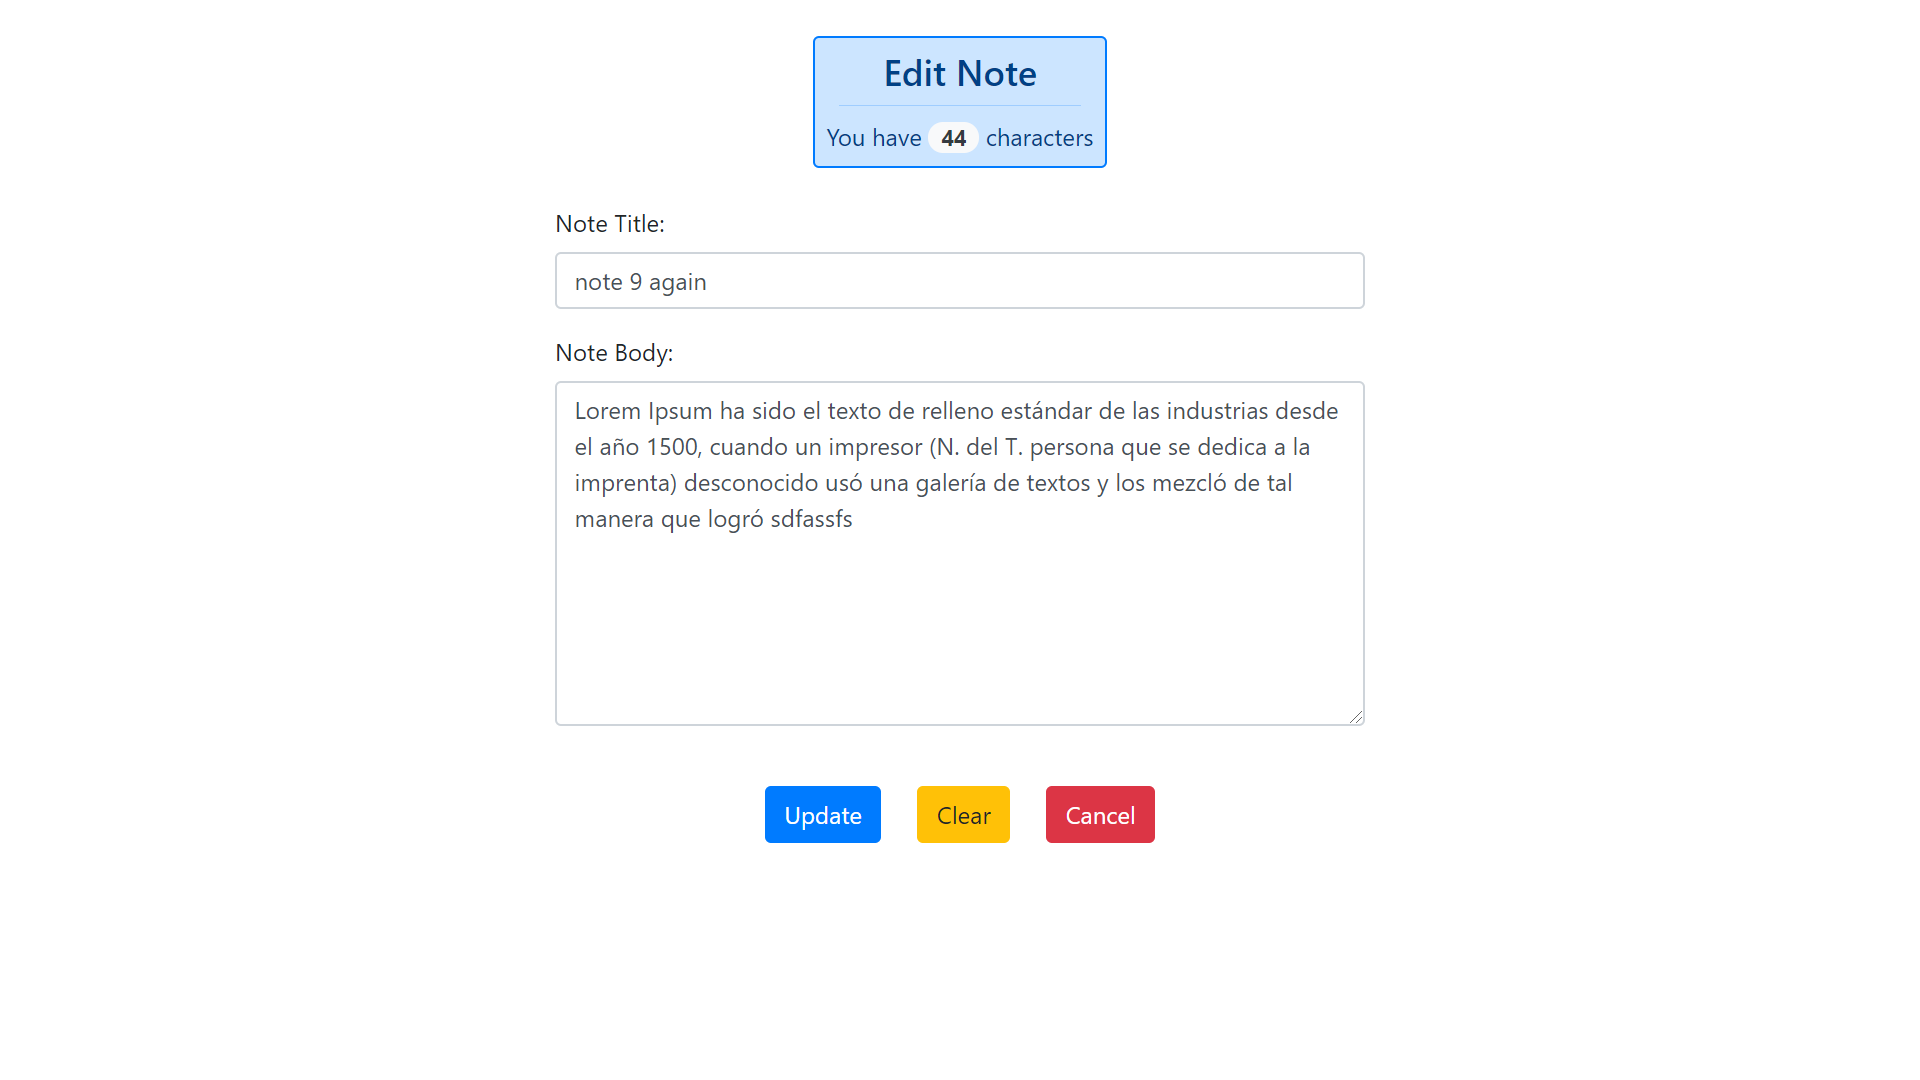 Edit Note
You have 44 characters
Note Title:
note 9 again
Note Body:
Lorem Ipsum ha sido el texto de relleno estándar de las industrias desde
el año 1500, cuando un impresor (N. del T. persona que se dedica a la
imprenta) desconocido usó una galería de textos y los mezcló de tal
manera que logró sdfassfs
Update Clear Cancel